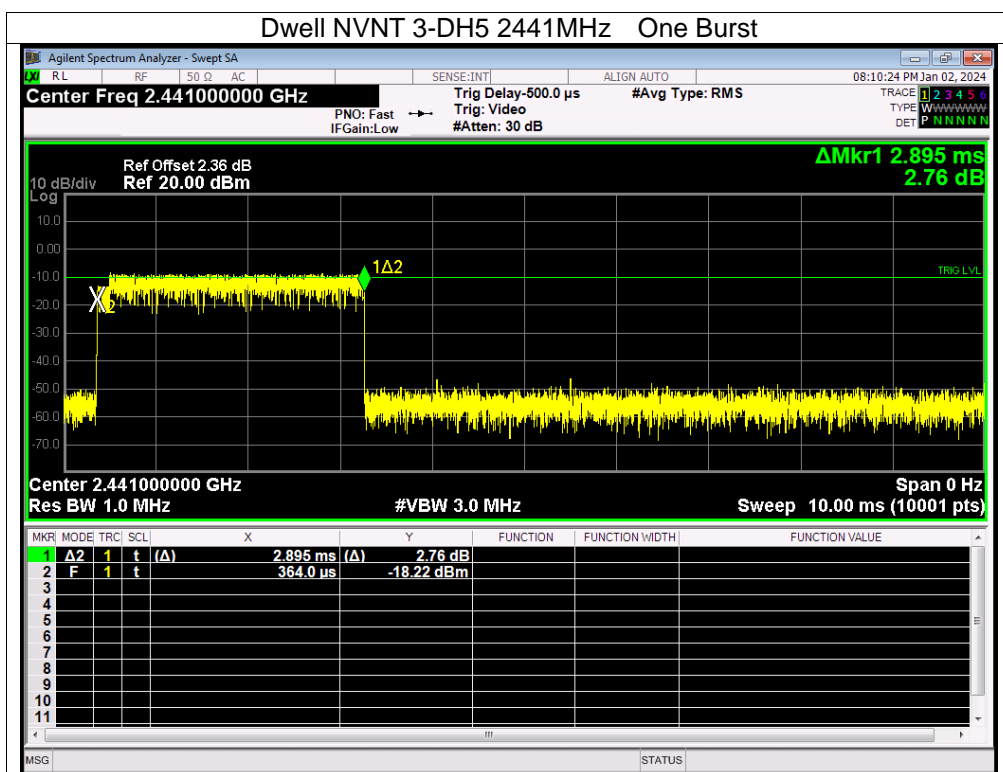 Dwell NVNT 3-DH5 2441MHz One Burst
Agilent Spectrum Analyzer - Swept SA
LXI RL RF 50 Ω AC SENSE:INT ALIGN AUTO 08:10:24 PM Jan 02, 2024
Center Freq 2.441000000 GHz
PNO: Fast
IFGain:Low
Trig Delay-500.0 µs
Trig: Video
#Atten: 30 dB
#Avg Type: RMS
TRACE 1 2 3 4 5 6
TYPE WWWWWWW
DET P N N N N N
ΔMkr1 2.895 ms
2.76 dB
Ref Offset 2.36 dB
10 dB/div Ref 20.00 dBm
Log
10.0
0.00
-10.0
-20.0
-30.0
-40.0
-50.0
-60.0
-70.0
1Δ2
2
TRIG LVL
Center 2.441000000 GHz Span 0 Hz
Res BW 1.0 MHz #VBW 3.0 MHz Sweep 10.00 ms (10001 pts)
MKR MODE TRC SCL X Y FUNCTION FUNCTION WIDTH FUNCTION VALUE
1 Δ2 1 t (Δ) 2.895 ms (Δ) 2.76 dB
2 F 1 t 364.0 µs -18.22 dBm
3
4
5
6
7
8
9
10
11
MSG STATUS